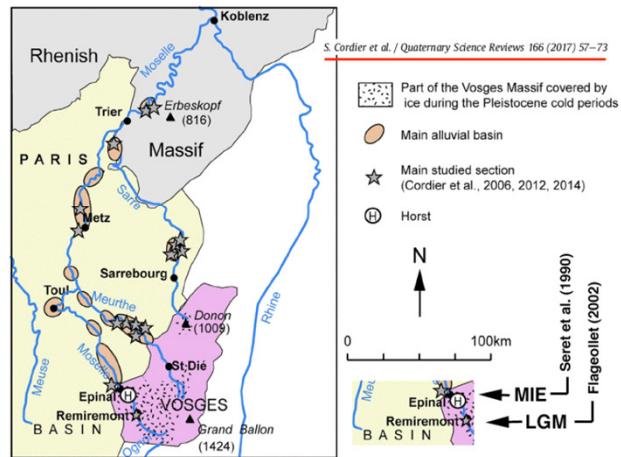 Koblenz
Rhenish
Moselle
Erbeskopf
(816)
Trier
Massif
PARIS
Sarre
Metz
Sarrebourg
Toul
Meurthe
Donon
(1009)
Rhine
Meuse
Moselle
St.Dié
Epinal
H
VOSGES
Remiremont
BASIN
Grand Ballon
(1424)
S. Cordier et al. / Quaternary Science Reviews 166 (2017) 57–73
Part of the Vosges Massif covered by
ice during the Pleistocene cold periods
Main alluvial basin
Main studied section
(Cordier et al., 2006, 2012, 2014)
H
Horst
N
0
100km
Seret et al. (1990)
Flageollet (2002)
Epinal
H
MIE
Remiremont
LGM
BASIN